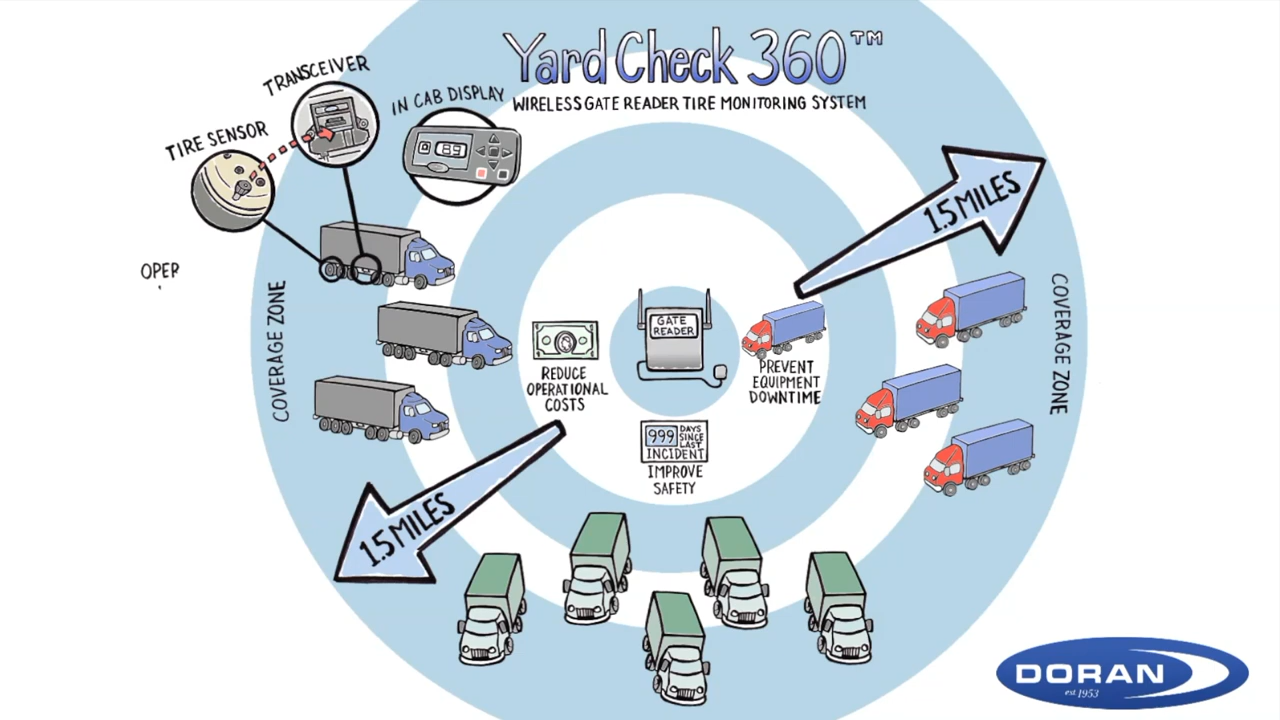 Yard Check 360™
WIRELESS GATE READER TIRE MONITORING SYSTEM
TRANSCEIVER
TIRE SENSOR
IN CAB DISPLAY
89
OPER
COVERAGE ZONE
1.5 MILES
GATE
READER
REDUCE
OPERATIONAL
COSTS
PREVENT
EQUIPMENT
DOWNTIME
999 DAYS
SINCE
LAST
INCIDENT
IMPROVE
SAFETY
COVERAGE ZONE
1.5 MILES
DORAN
est 1953